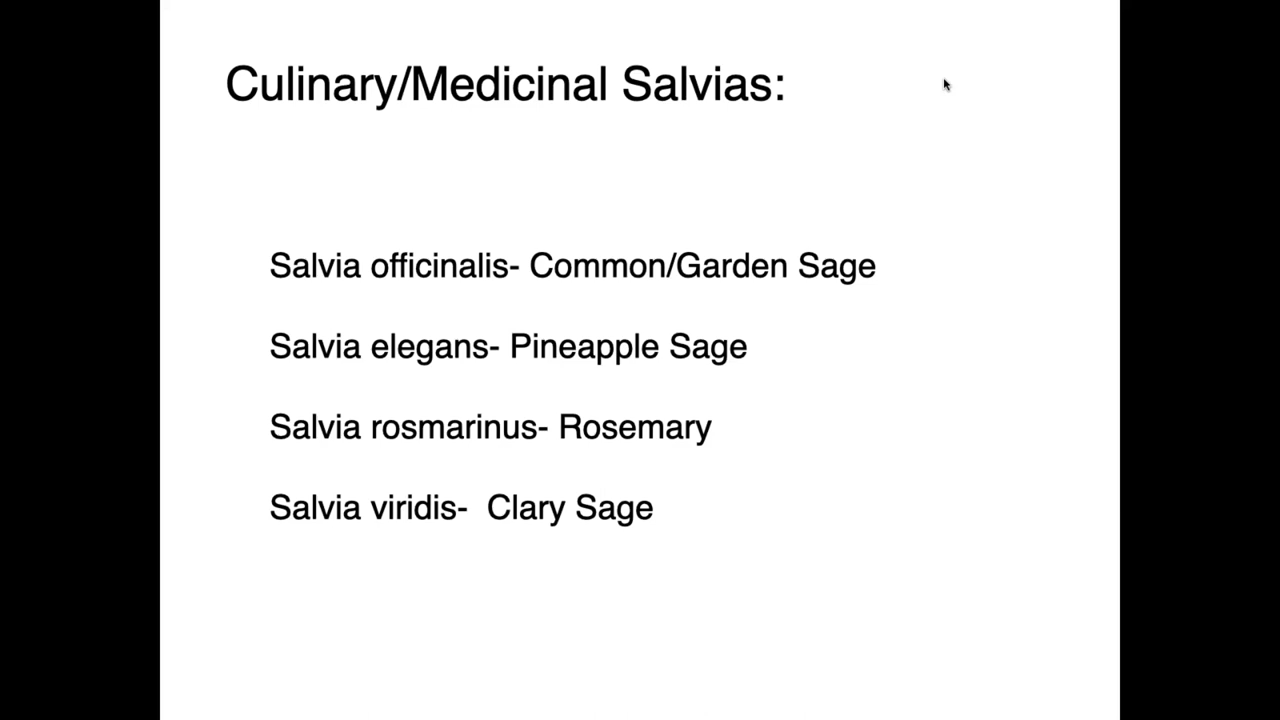 Culinary/Medicinal Salvias:
Salvia officinalis- Common/Garden Sage
Salvia elegans- Pineapple Sage
Salvia rosmarinus- Rosemary
Salvia viridis-  Clary Sage